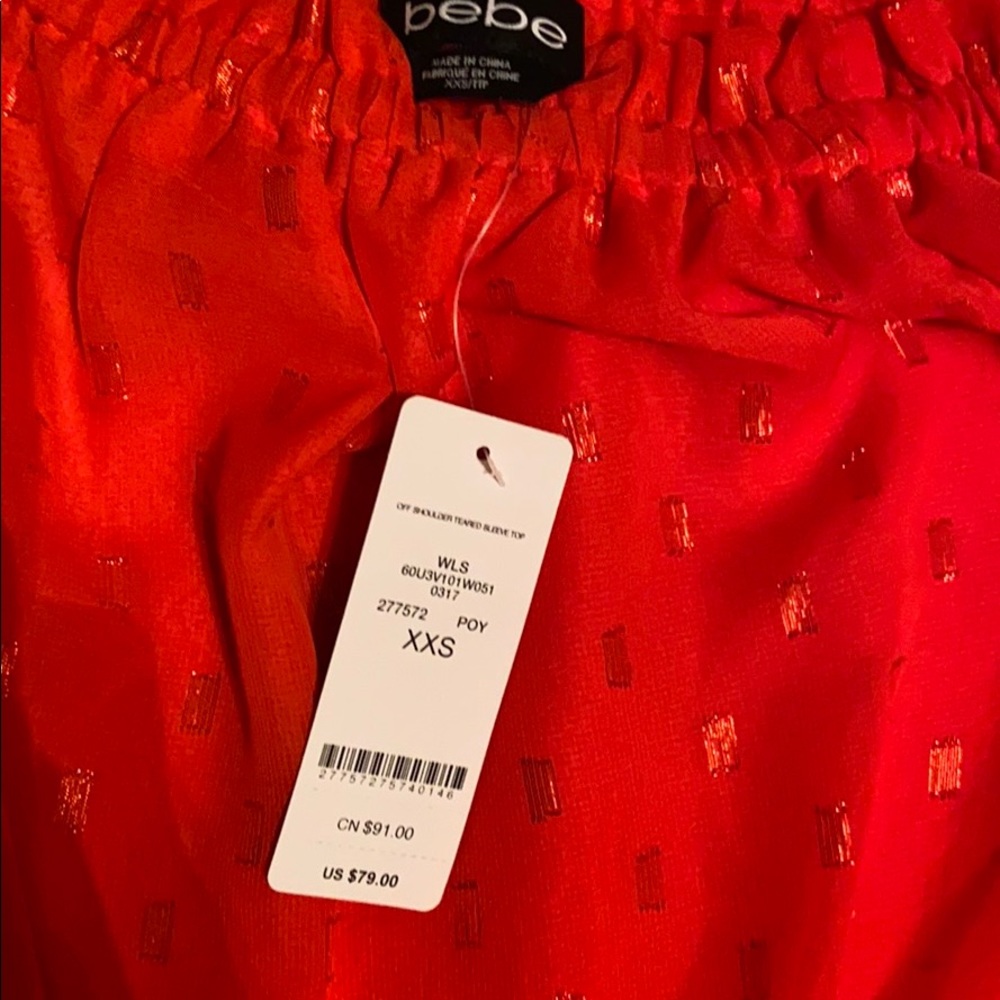 bebe
MADE IN CHINA
FABRIQUÉ EN CHINE
XXS/TTP
OFF SHOULDER TEARED SLEEVE TOP
WLS
60U3V101W051
0317
277572 POY
XXS
27757275740146
CN $91.00
US $79.00